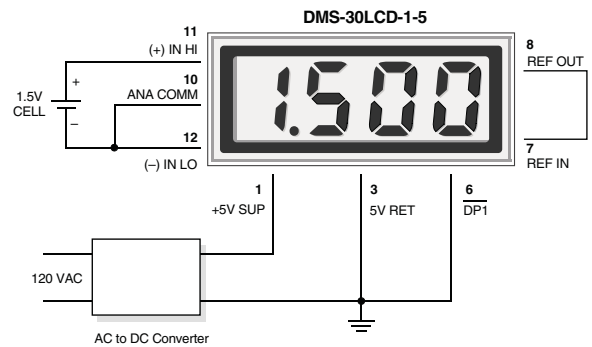 DMS-30LCD-1-5
11
(+) IN HI
10
ANA COMM
12
(–) IN LO
+
1.5V
CELL
–
1.500
8
REF OUT
7
REF IN
1
+5V SUP
3
5V RET
6
DP1
120 VAC
AC to DC Converter